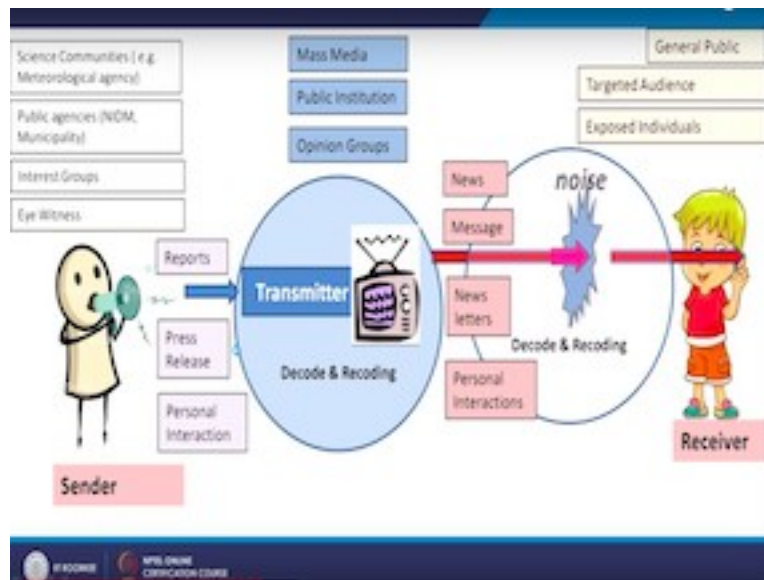 Science Communities ( e.g.
Meteorological agency)
Public agencies (NIDM,
Municipality)
Interest Groups
Eye Witness
Mass Media
Public Institution
Opinion Groups
General Public
Targeted Audience
Exposed Individuals
Reports
Press
Release
Personal
Interaction
Sender
Transmitter
Decode & Recoding
News
Message
News
letters
Personal
Interactions
noise
Decode & Recoding
Receiver
IIT ROORKEE
NPTEL ONLINE
CERTIFICATION COURSE